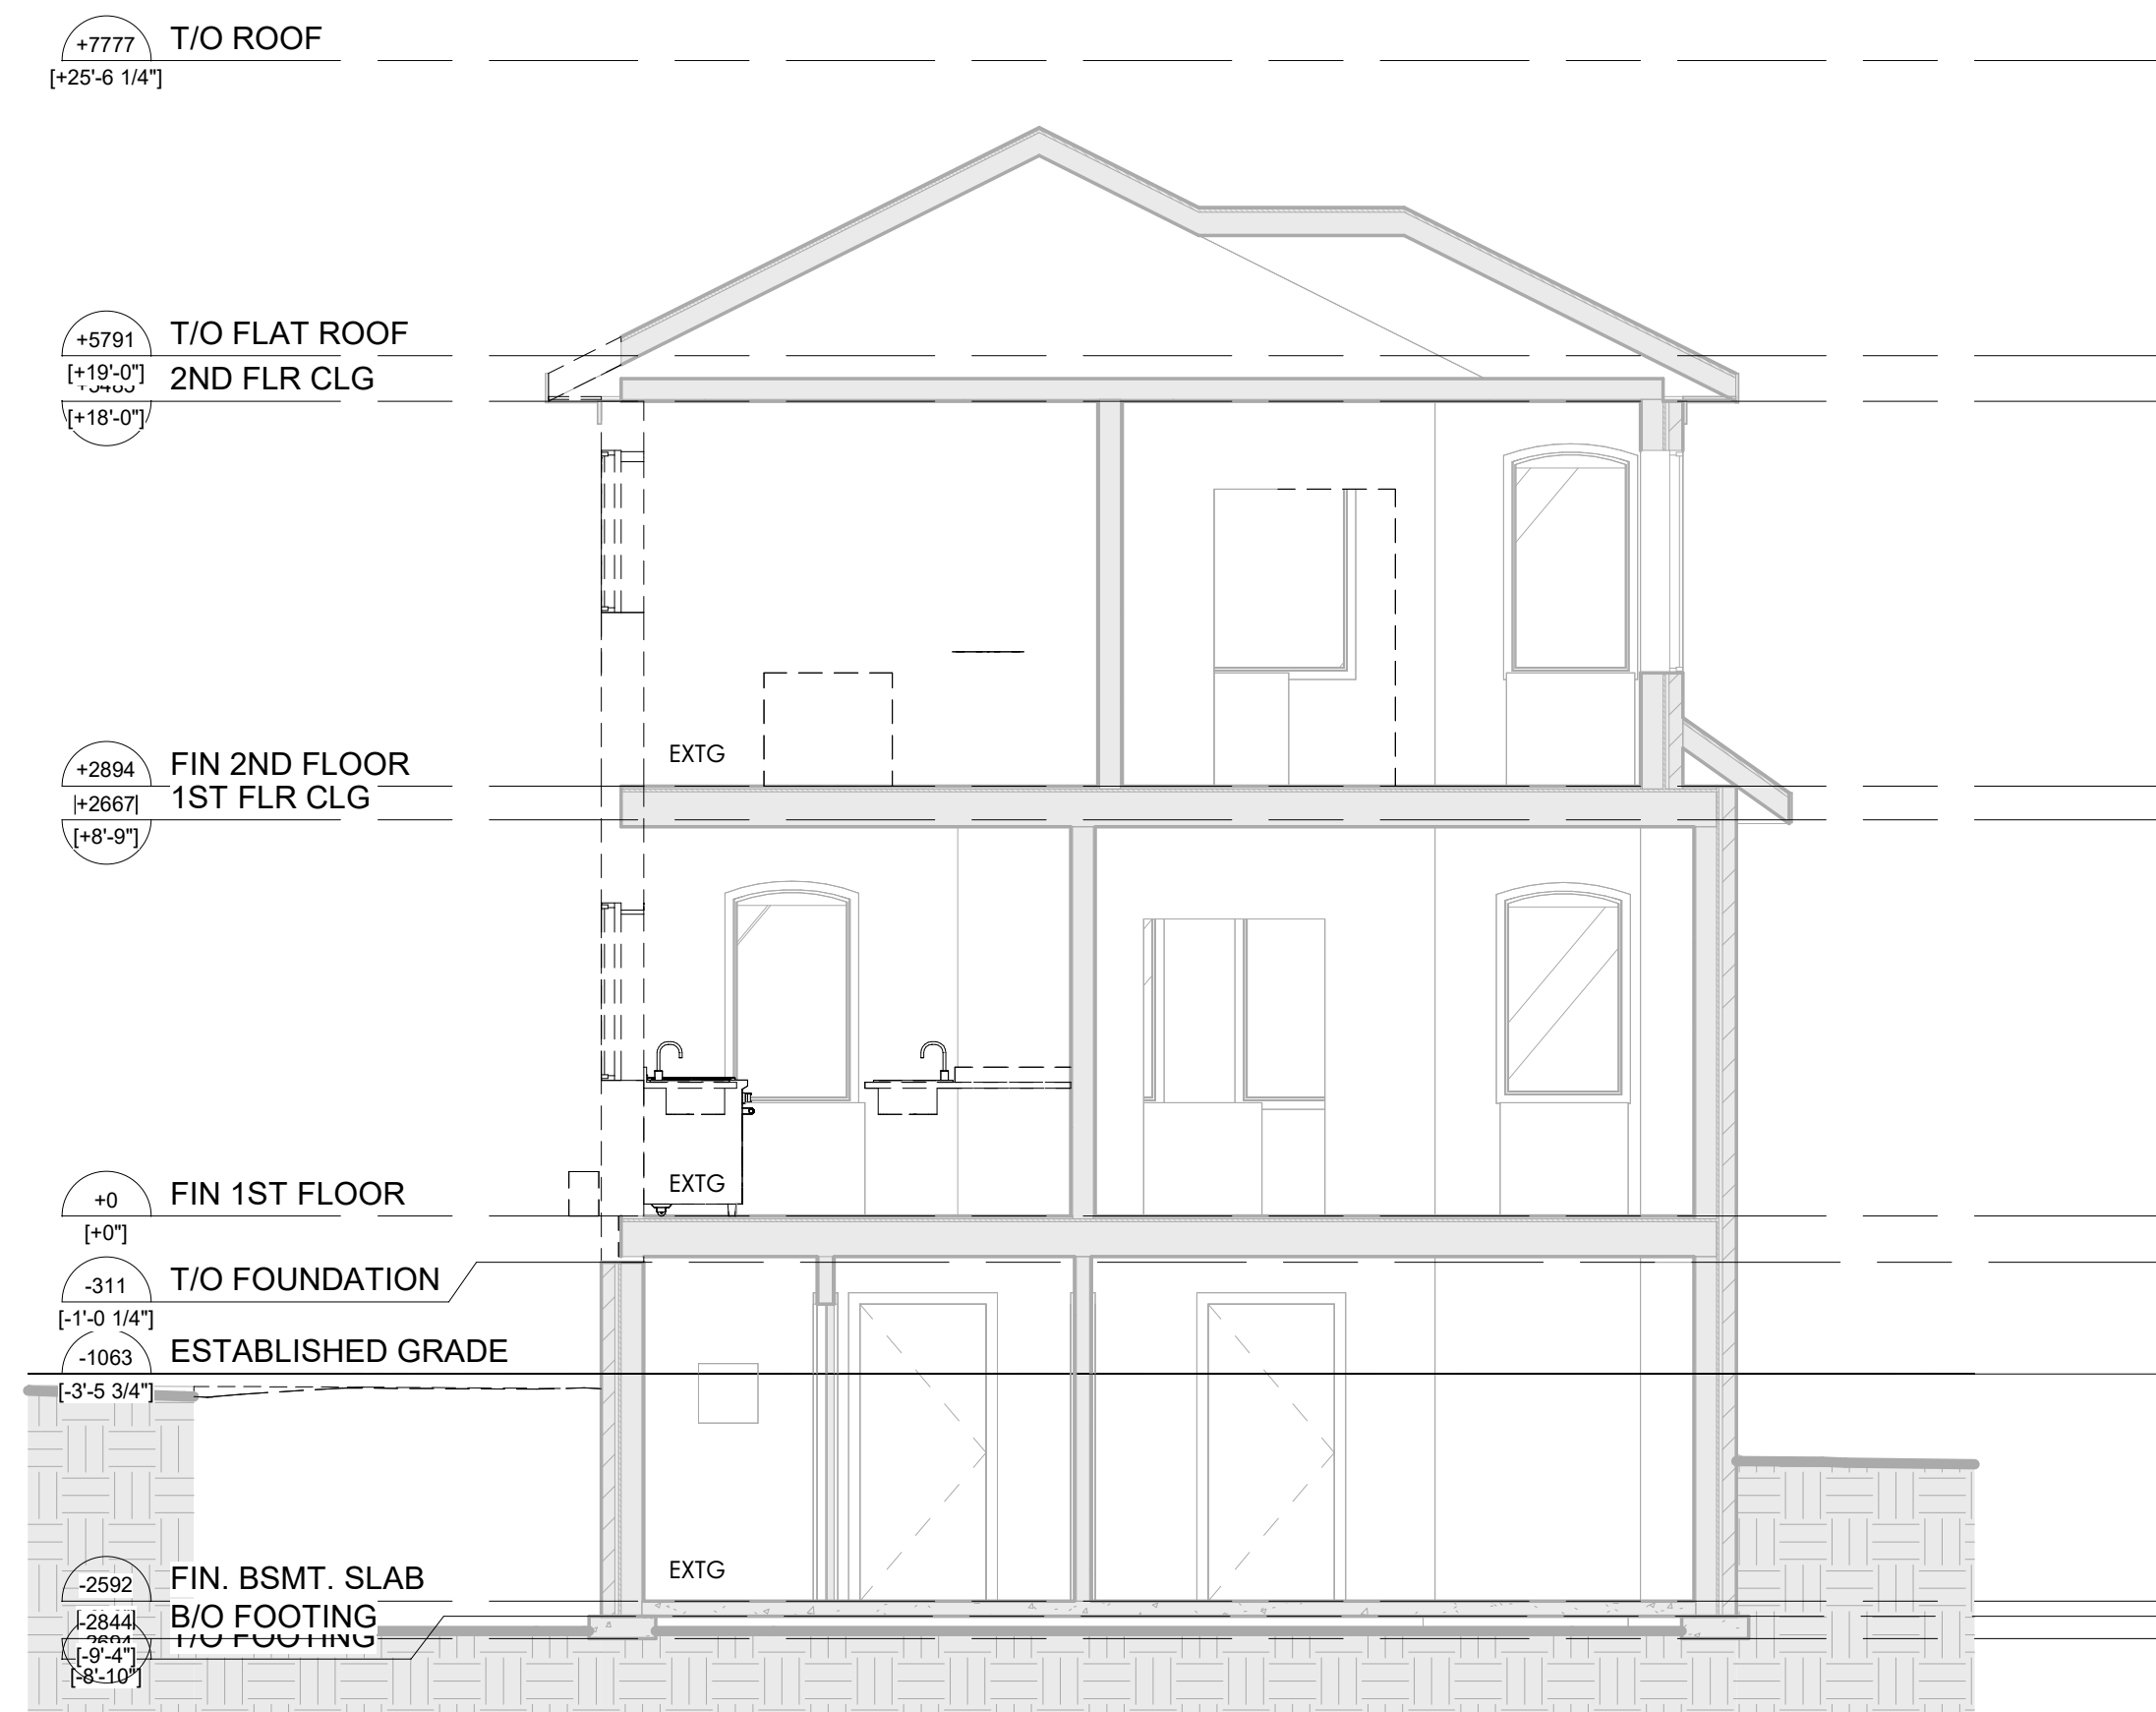 +7777 T/O ROOF
[+25'-6 1/4"]
+5791 T/O FLAT ROOF
[+19'-0"]
2ND FLR CLG
[+18'-0"]
EXTG
+2894 FIN 2ND FLOOR
+2667 1ST FLR CLG
[+8'-9"]
EXTG
+0 FIN 1ST FLOOR
[+0"]
-311 T/O FOUNDATION
[-1'-0 1/4"]
-1063 ESTABLISHED GRADE
[-3'-5 3/4"]
EXTG
-2592 FIN. BSMT. SLAB
-2844 B/O FOOTING
T/O FOOTING
[-9'-4"]
[-8'-10"]